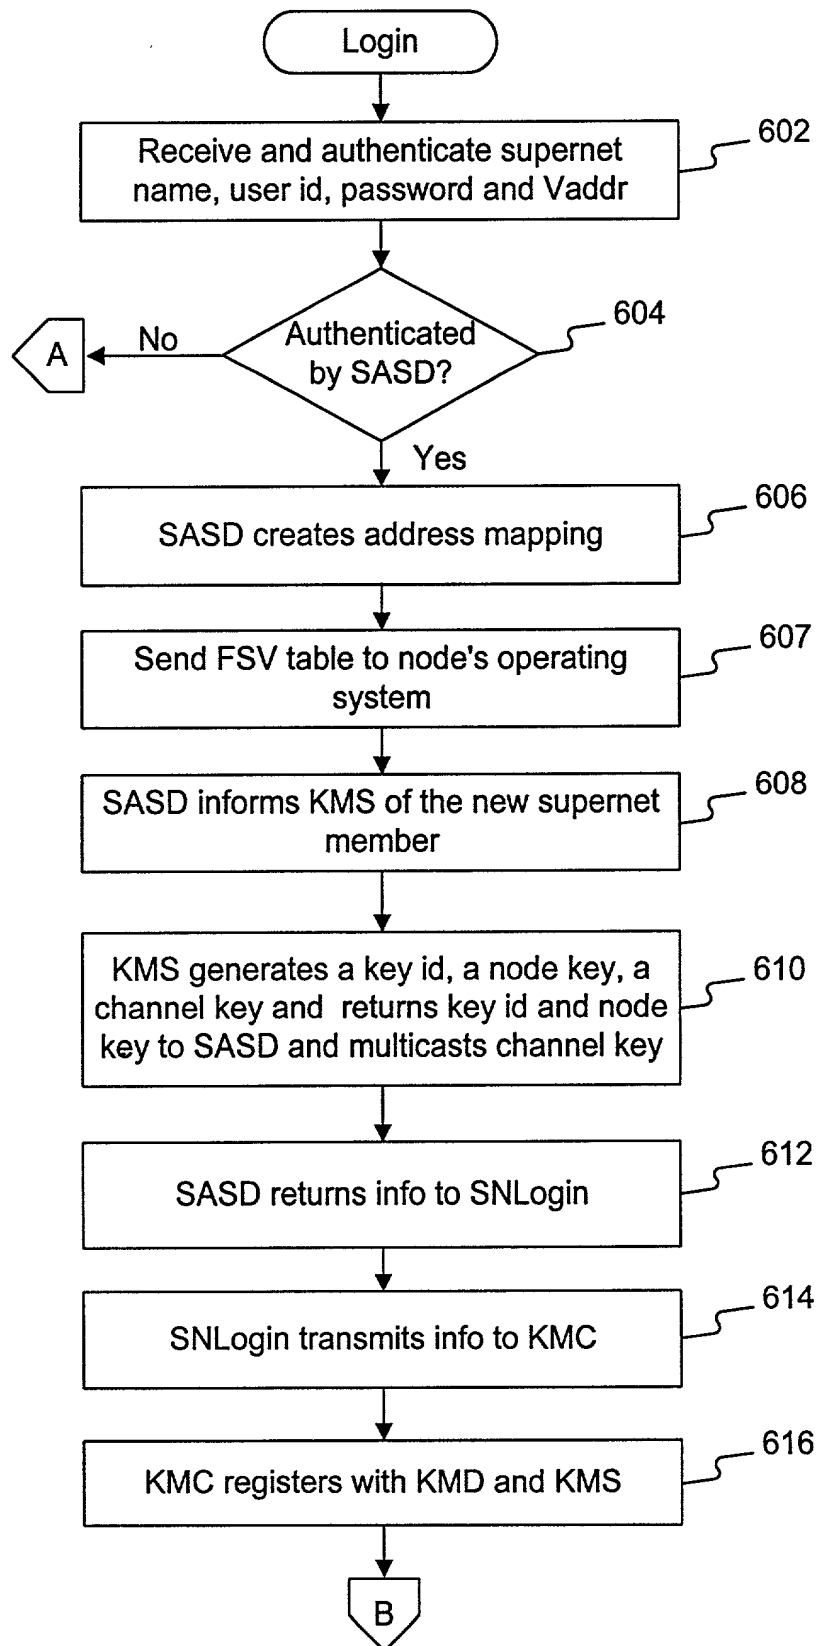 Login
Receive and authenticate supernet
name, user id, password and Vaddr
602
Authenticated
by SASD?
604
No
A
Yes
SASD creates address mapping
606
Send FSV table to node's operating
system
607
SASD informs KMS of the new supernet
member
608
KMS generates a key id, a node key, a
channel key and returns key id and node
key to SASD and multicasts channel key
610
SASD returns info to SNLogin
612
SNLogin transmits info to KMC
614
KMC registers with KMD and KMS
616
B